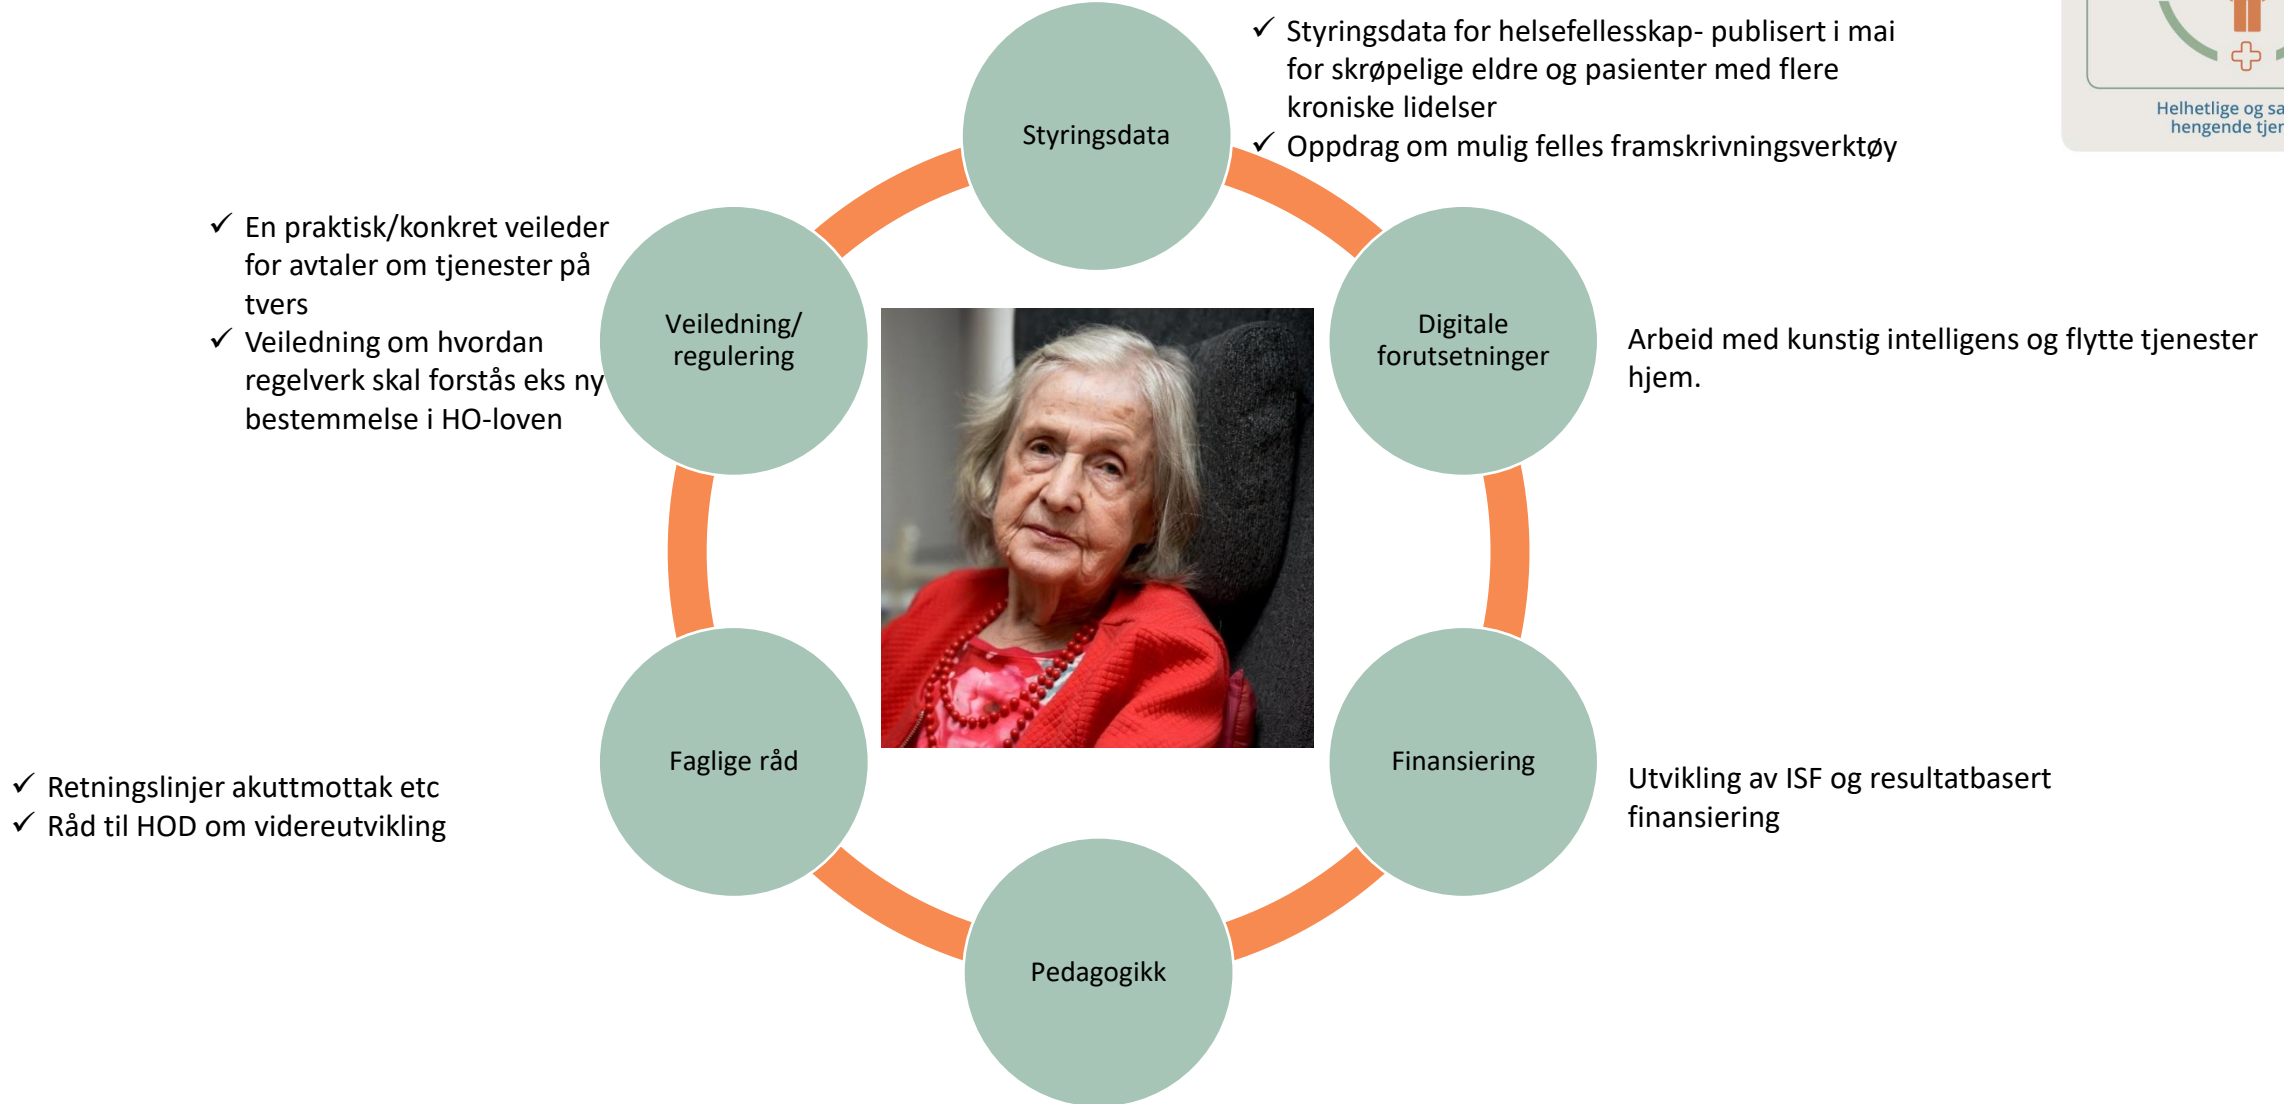 ✓ Styringsdata for helsefellesskap- publisert i mai
for skrøpelige eldre og pasienter med flere
kroniske lidelser
✓ Oppdrag om mulig felles framskrivningsverktøy
Helhetlige og
hengende
Styringsdata
✓ En praktisk/konkret veileder
for avtaler om tjenester på
tvers
✓ Veiledning om hvordan
regelverk skal forstås eks ny
bestemmelse i HO-loven
Veiledning/
regulering
Digitale
forutsetninger
Arbeid med kunstig intelligens og flytte tjenester
hjem.
✓ Retningslinjer akuttmottak etc
✓ Råd til HOD om videreutvikling
Faglige råd
Finansiering
Utvikling av ISF og resultatbasert
finansiering
Pedagogikk